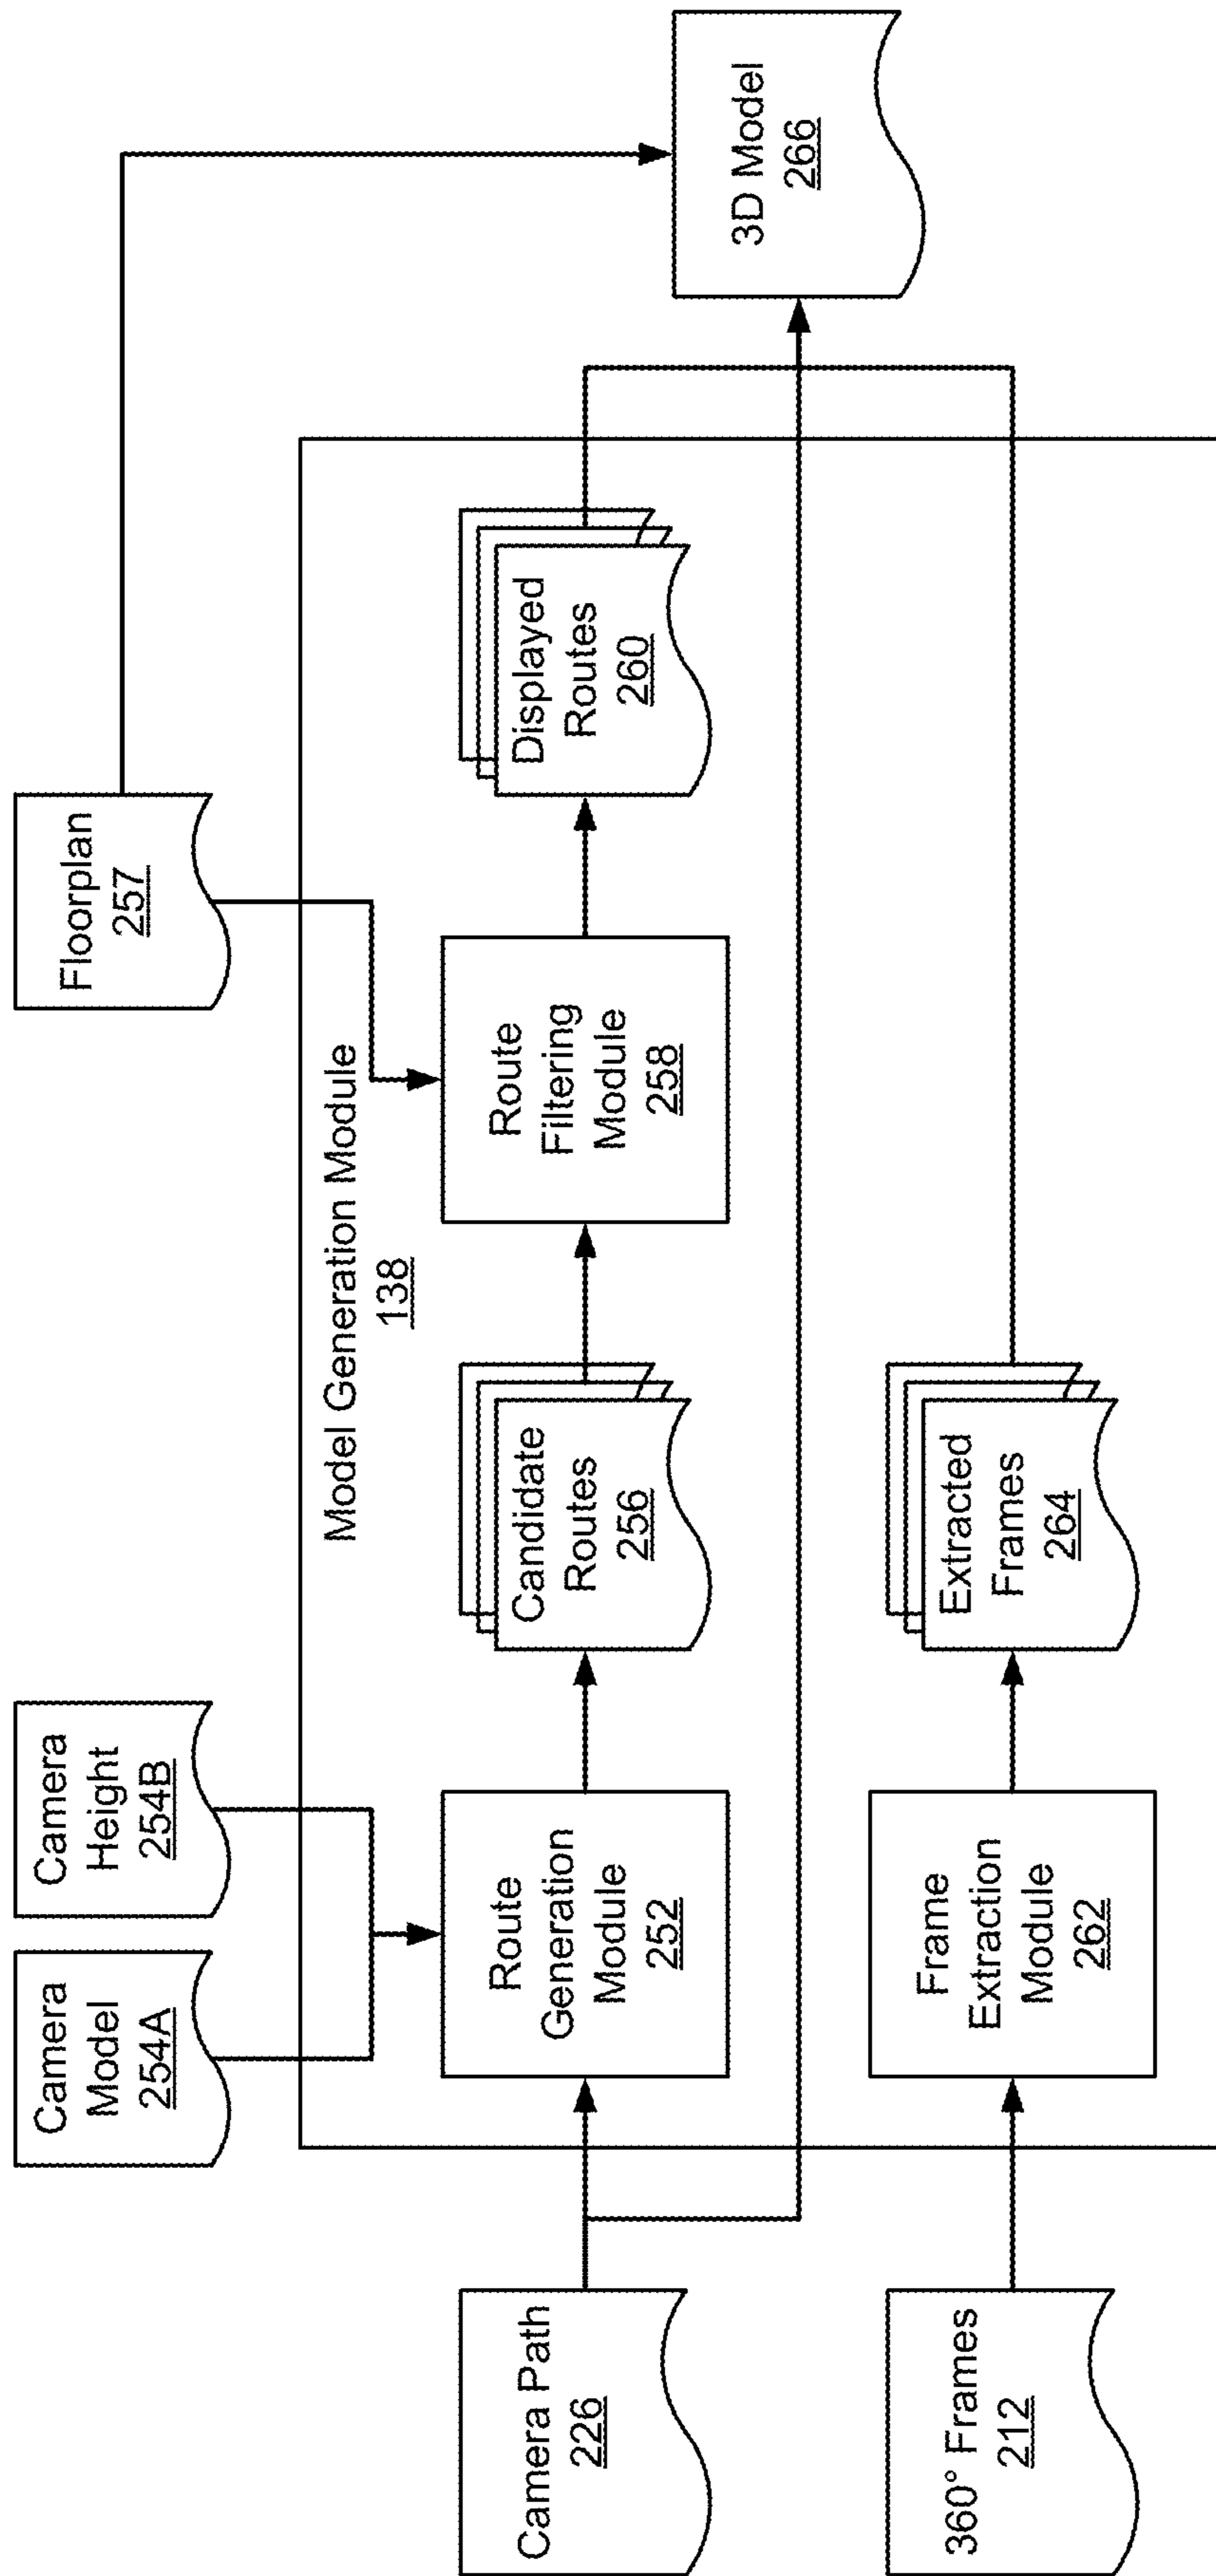 Camera
Model
254A
Camera
Height
254B
Floorplan
257
Model Generation Module
138
Camera Path
226
Route
Generation
Module
252
Candidate
Routes
256
Route
Filtering
Module
258
Displayed
Routes
260
3D Model
266
360° Frames
212
Frame
Extraction
Module
262
Extracted
Frames
264